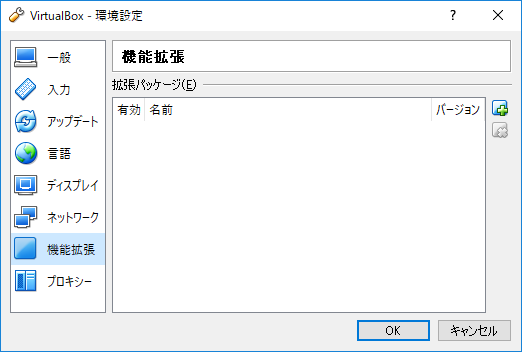 VirtualBox - 環境設定
?
一般
入力
アップデート
言語
ディスプレイ
ネットワーク
機能拡張
プロキシー
機能拡張
拡張パッケージ(E)
有効 名前 バージョン
OK キャンセル